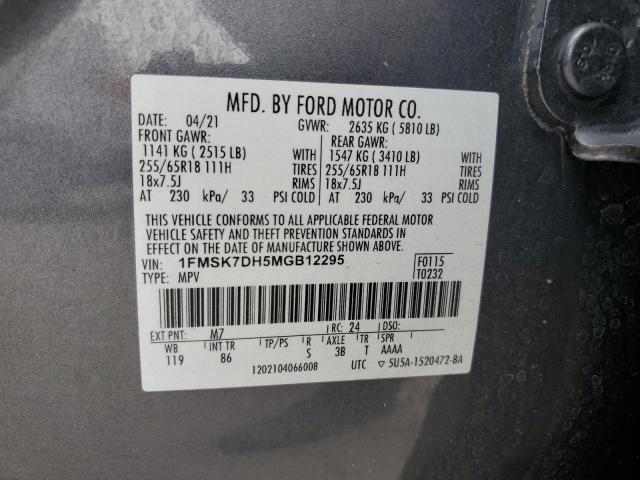 MFD. BY FORD MOTOR CO.
DATE: 04/21 GVWR: 2635 KG ( 5810 LB)
FRONT GAWR: REAR GAWR:
1141 KG ( 2515 LB) WITH 1547 KG ( 3410 LB) WITH
255/65R18 111H TIRES 255/65R18 111H TIRES
18x7.5J RIMS 18x7.5J RIMS
AT 230 kPa/ 33 PSI COLD AT 230 kPa/ 33 PSI COLD
THIS VEHICLE CONFORMS TO ALL APPLICABLE FEDERAL MOTOR
VEHICLE SAFETY AND THEFT PREVENTION STANDARDS IN
EFFECT ON THE DATE OF MANUFACTURE SHOWN ABOVE.
VIN: 1FMSK7DH5MGB12295 F0115
TYPE: MPV T0232
EXT PNT: M7 RC: 24 DSO:
WB INT TR TP/PS R AXLE TR SPR
119 86 S 3B T AAAA
1202104066008 UTC ▽ 5U5A-1520472-BA